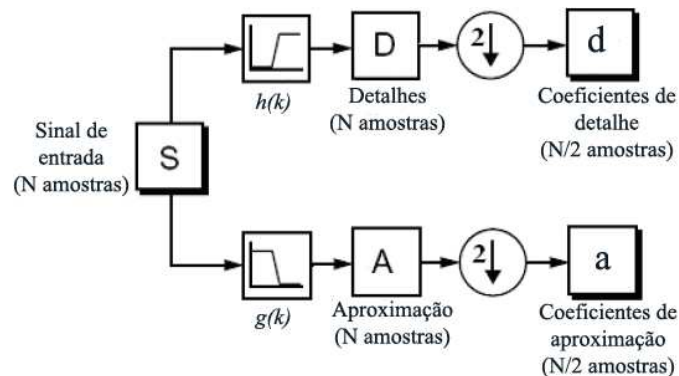 D
2
d
h(k)
Detalhes
(N amostras)
Coeficientes de
detalhe
(N/2 amostras)
Sinal de
entrada
(N amostras)
S
A
2
a
g(k)
Aproximação
(N amostras)
Coeficientes de
aproximação
(N/2 amostras)